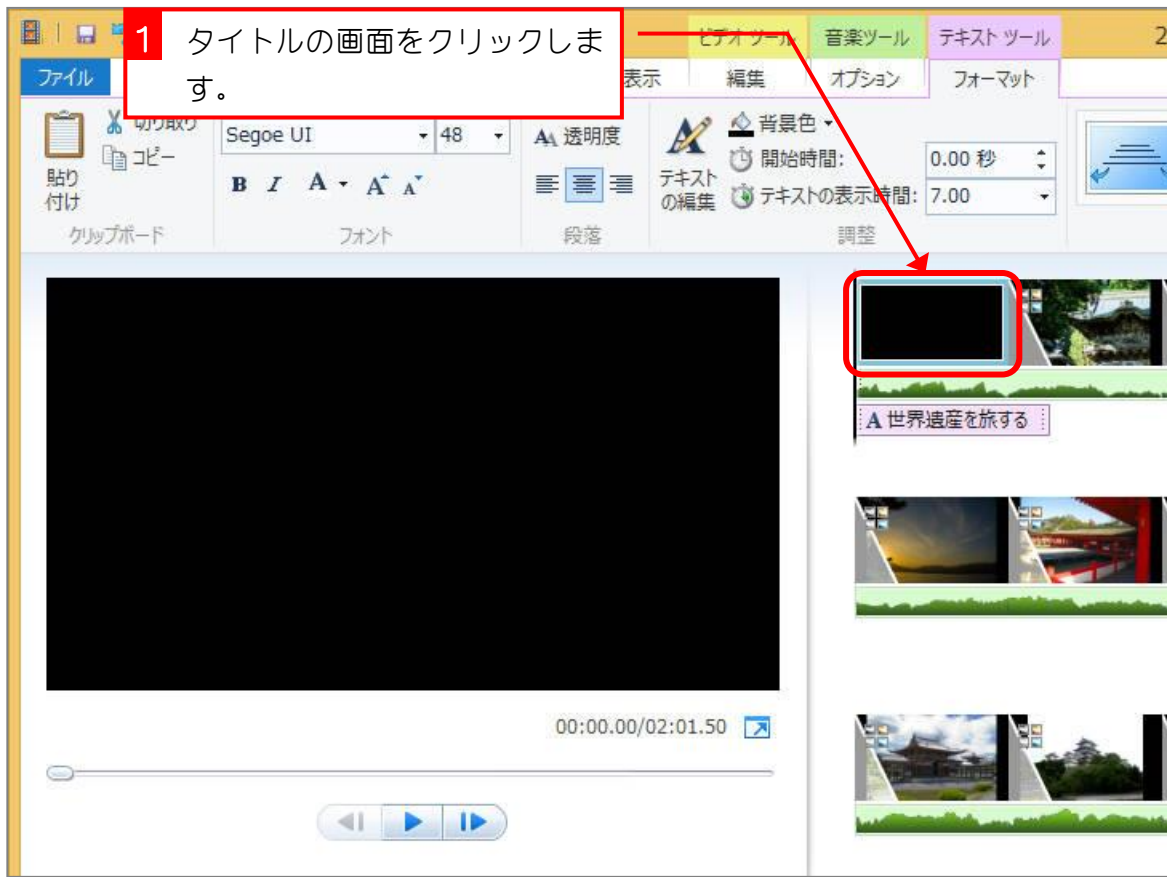 1 タイトルの画面をクリックしま
す。
ビデオ ツール 音楽ツール テキスト ツール 2
ファイル 表示 編集 オプション フォーマット
切り取り
コピー
貼り
付け
クリップボード
Segoe UI 48
B I A A A
フォント
AA 透明度
段落
テキスト
の編集
背景色
開始時間: 0.00 秒
テキストの表示時間: 7.00
調整
A 世界遺産を旅する
00:00.00/02:01.50